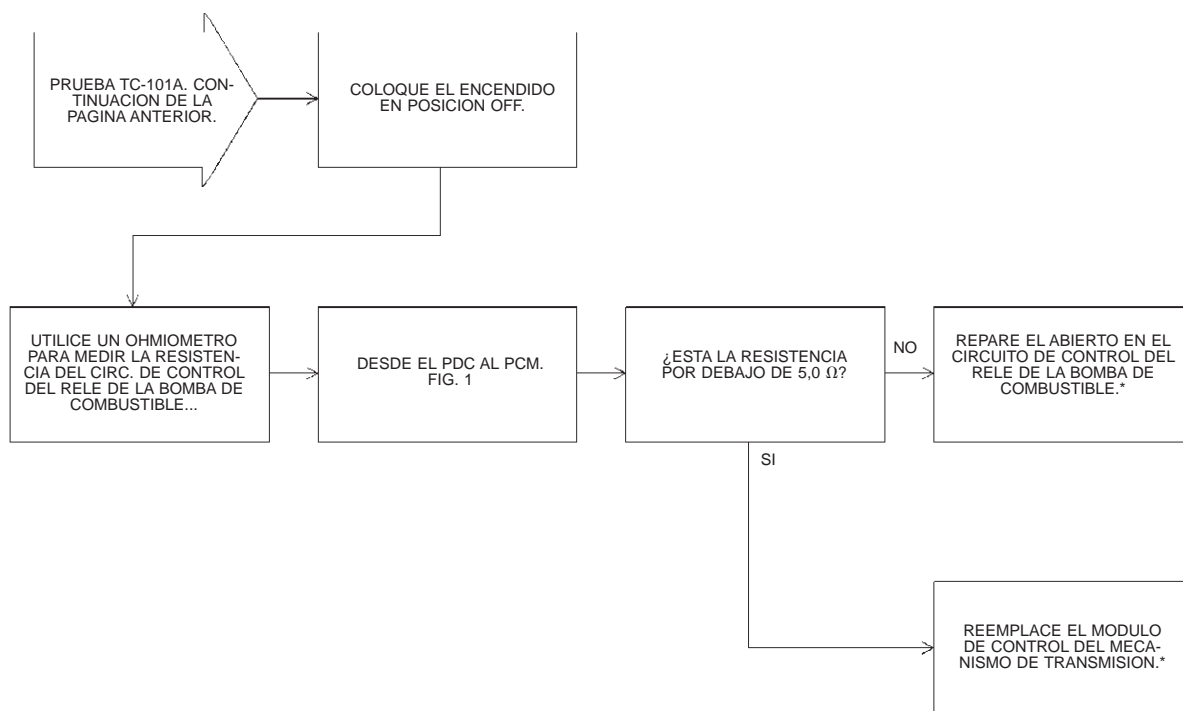 PRUEBA TC-101A. CON-
TINUACION DE LA
PAGINA ANTERIOR.
COLOQUE EL ENCENDIDO
EN POSICION OFF.
UTILICE UN OHMIOMETRO
PARA MEDIR LA RESISTEN-
CIA DEL CIRC. DE CONTROL
DEL RELE DE LA BOMBA DE
COMBUSTIBLE...
DESDE EL PDC AL PCM.
FIG. 1
¿ESTA LA RESISTENCIA
POR DEBAJO DE 5,0 Ω?
NO
REPARE EL ABIERTO EN EL
CIRCUITO DE CONTROL DEL
RELE DE LA BOMBA DE
COMBUSTIBLE.*
SI
REEMPLACE EL MODULO
DE CONTROL DEL MECA-
NISMO DE TRANSMISION.*